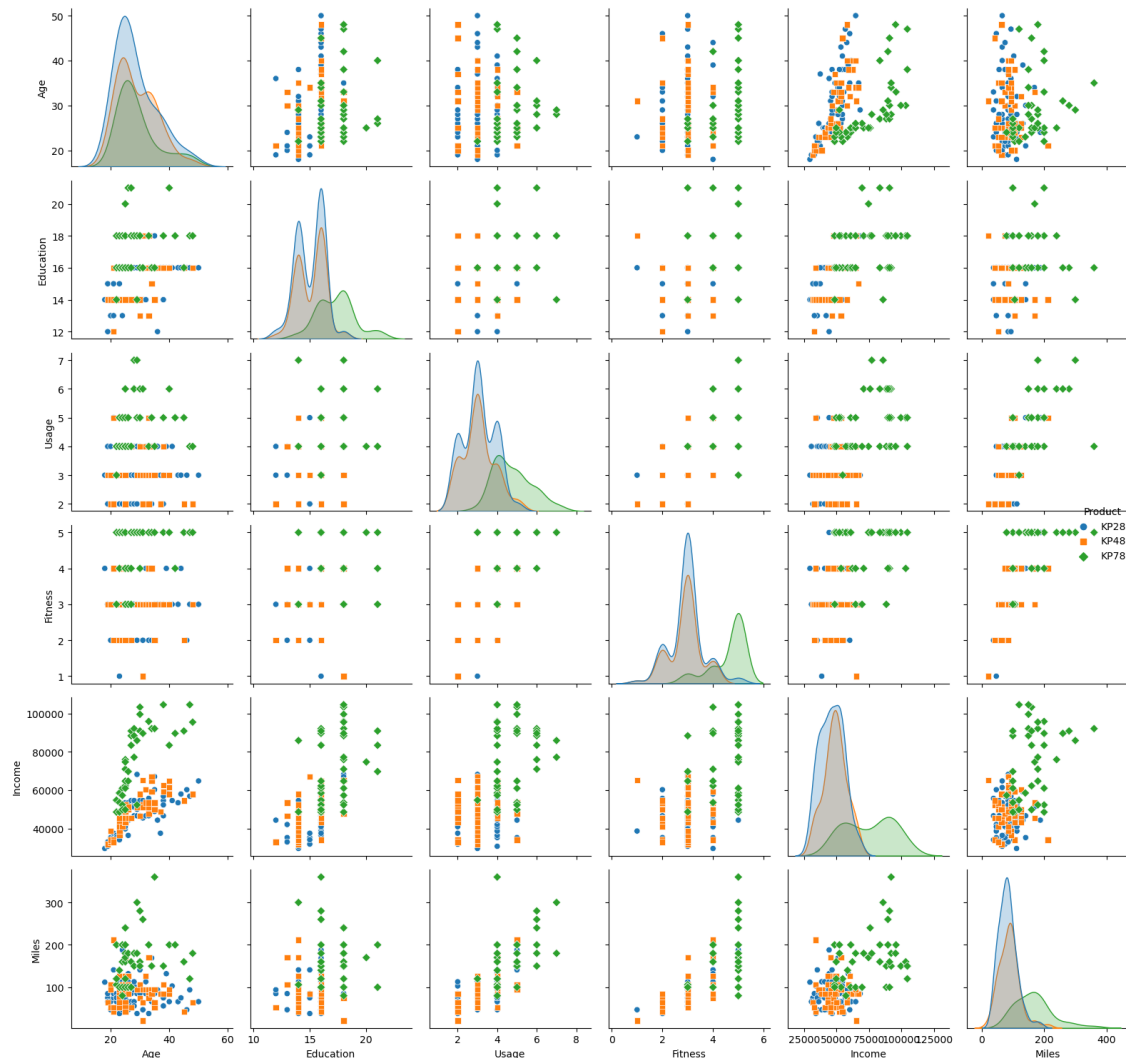 50
40
30
20
Age
20
18
16
14
12
Education
7
6
5
4
3
2
Usage
5
4
3
2
1
Fitness
Product
KP28
KP48
KP78
100000
80000
60000
40000
Income
300
200
100
Miles
20 40 60
10 15 20
2 4 6 8
0 2 4 6
25000 50000 75000 100000 125000
0 200 400
Age Education Usage Fitness Income Miles